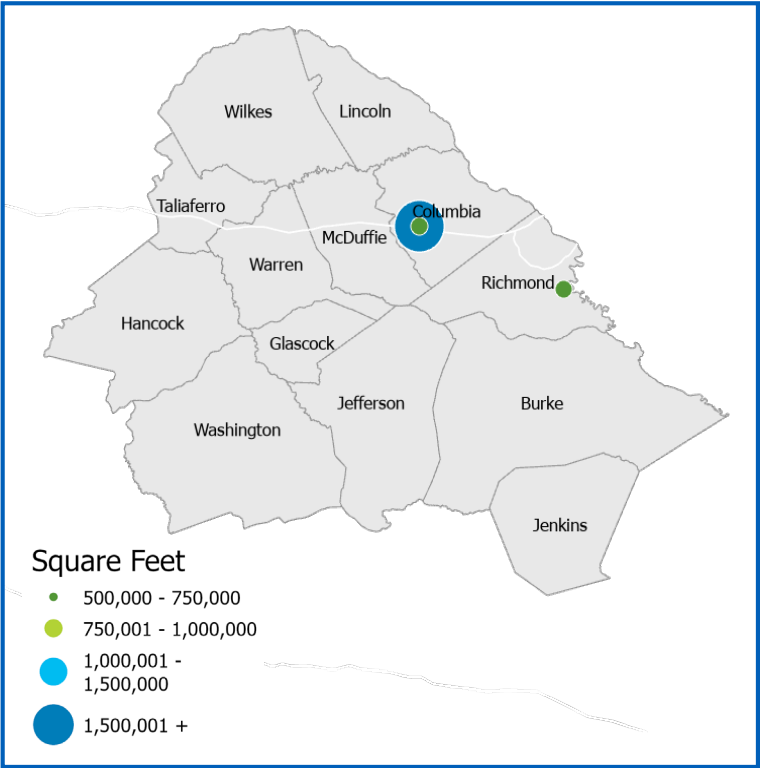 Wilkes
Lincoln
Taliaferro
Columbia
McDuffie
Warren
Richmond
Hancock
Glascock
Jefferson
Burke
Washington
Jenkins
Square Feet
500,000 - 750,000
750,001 - 1,000,000
1,000,001 -
1,500,000
1,500,001 +